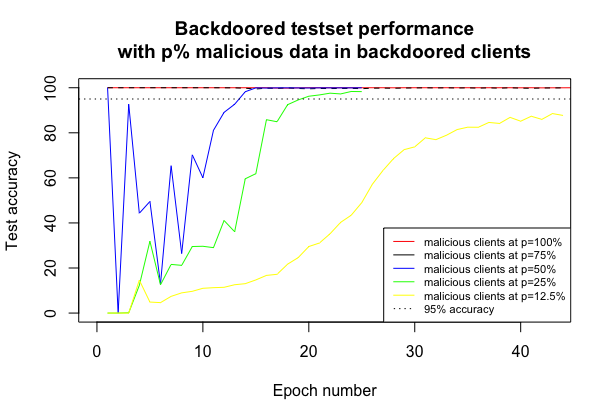 Backdoored testset performance
with p% malicious data in backdoored clients
Test accuracy
100
80
60
40
20
0
0 10 20 30 40
Epoch number
malicious clients at p=100%
malicious clients at p=75%
malicious clients at p=50%
malicious clients at p=25%
malicious clients at p=12.5%
95% accuracy